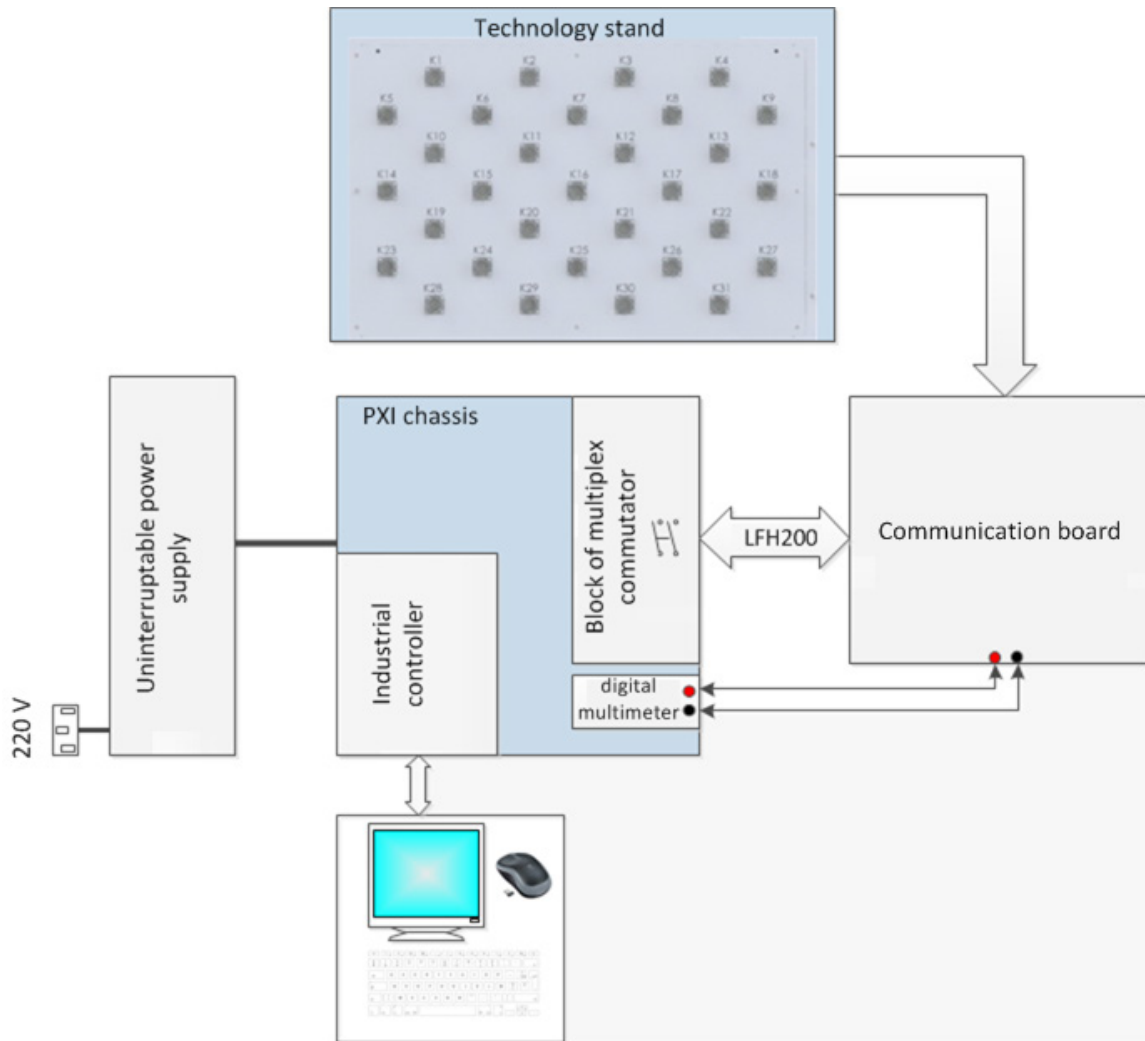 Technology stand
K1 K2 K3 K4
K5 K6 K7 K8 K9
K10 K11 K12 K13
K14 K15 K16 K17 K18
K19 K20 K21 K22
K23 K24 K25 K26 K27
K28 K29 K30 K31
Uninterruptable power
supply
220 V
PXI chassis
Industrial
controller
Block of multiplex
commutator
digital
multimeter
LFH200
Communication board